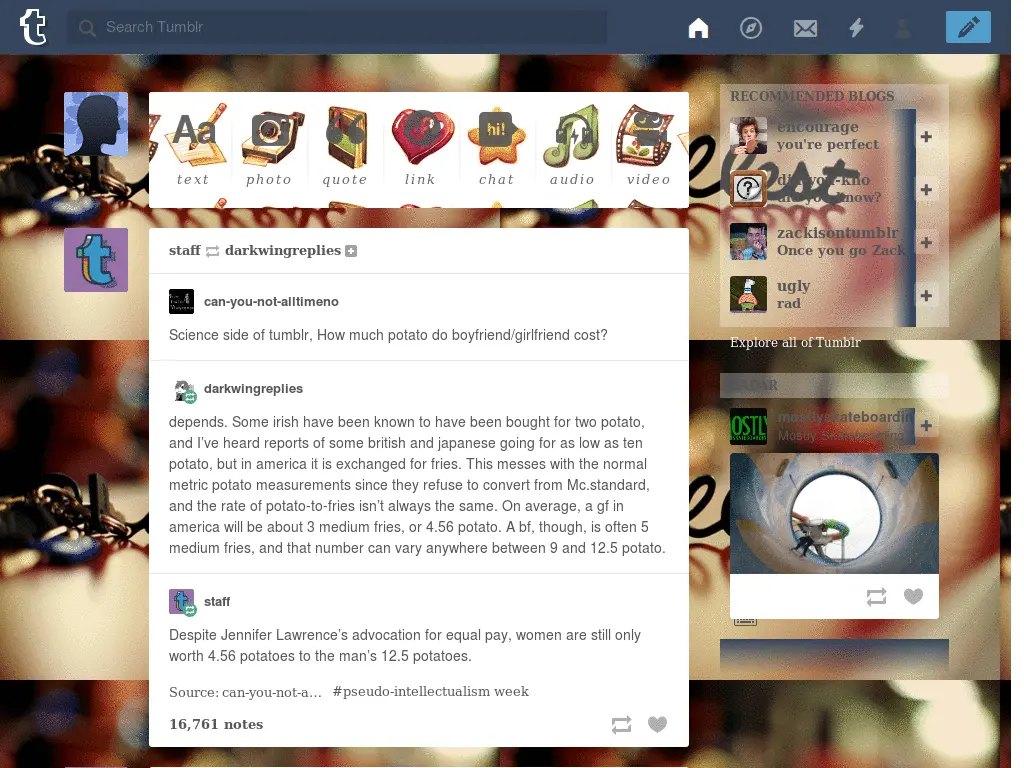 Search Tumblr
Aa
hi!
text photo quote link chat audio video
staff darkwingreplies
can-you-not-alltimeno
Science side of tumblr, How much potato do boyfriend/girlfriend cost?
darkwingreplies
depends. Some irish have been known to have been bought for two potato,
and I’ve heard reports of some british and japanese going for as low as ten
potato, but in america it is exchanged for fries. This messes with the normal
metric potato measurements since they refuse to convert from Mc.standard,
and the rate of potato-to-fries isn’t always the same. On average, a gf in
america will be about 3 medium fries, or 4.56 potato. A bf, though, is often 5
medium fries, and that number can vary anywhere between 9 and 12.5 potato.
staff
Despite Jennifer Lawrence’s advocation for equal pay, women are still only
worth 4.56 potatoes to the man’s 12.5 potatoes.
Source: can-you-not-a... #pseudo-intellectualism week
16,761 notes
RECOMMENDED BLOGS
encourage
you're perfect
did-you-kno
did you know?
zackisontumblr
Once you go Zack
ugly
rad
Explore all of Tumblr
RADAR
mostlyskateboardin
Mostly Skateboarding